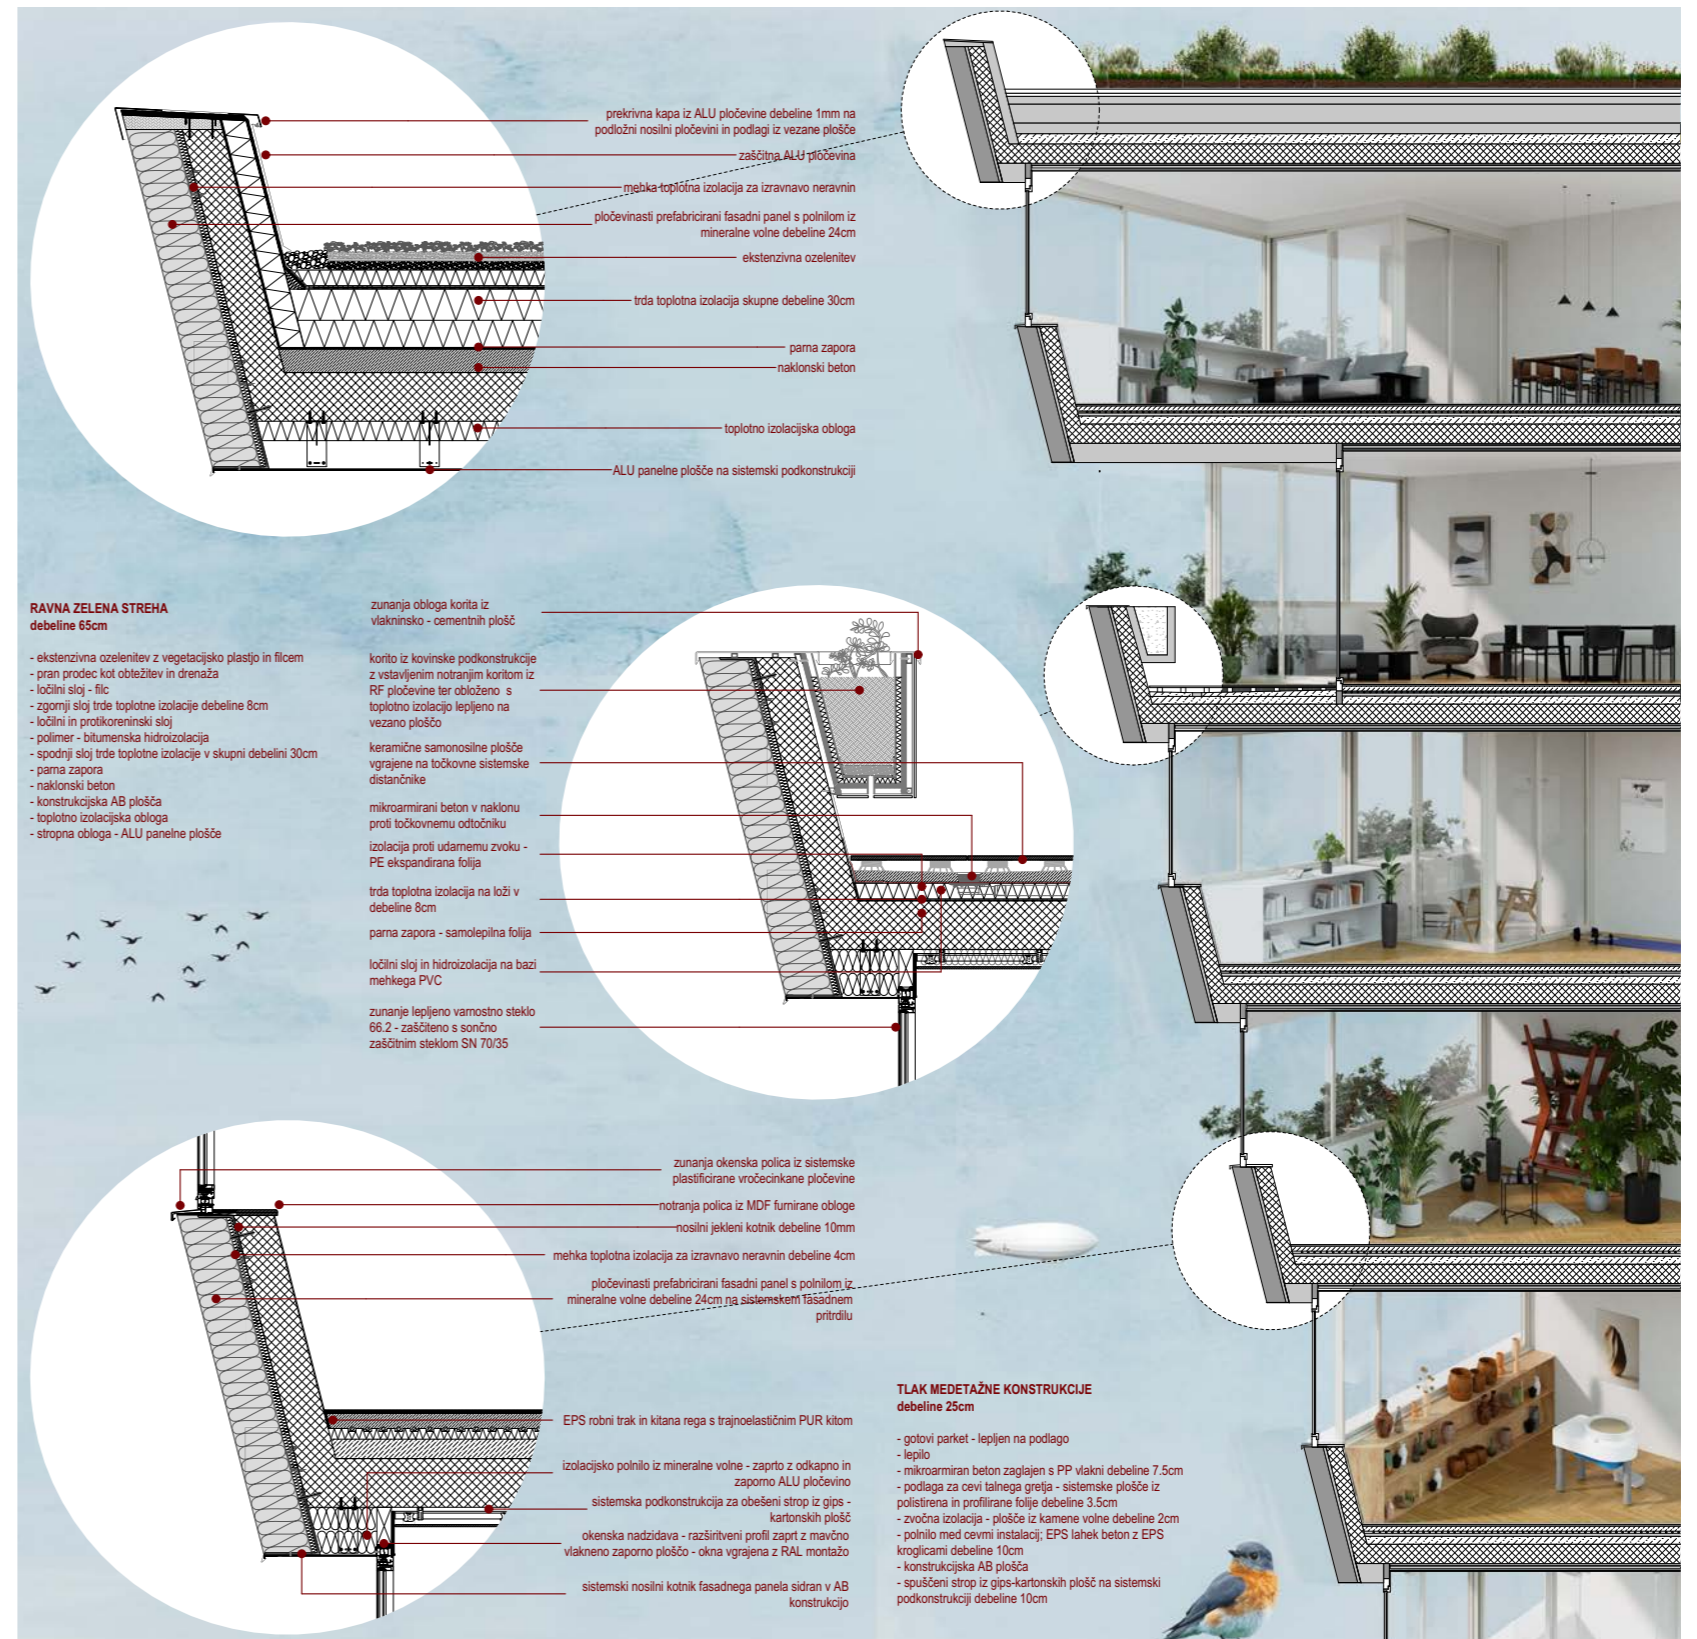 prekrivna kapa iz ALU pločevine debeline 1mm na
podložni nosilni pločevini in podlagi iz vezane plošče
zaščitna ALU pločevina
mehka toplotna izolacija za izravnavo neravnin
pločevinasti prefabricirani fasadni panel s polnilom iz
mineralne volne debeline 24cm
ekstenzivna ozelenitev
trda toplotna izolacija skupne debeline 30cm
parna zapora
naklonski beton
toplotno izolacijska obloga
ALU panelne plošče na sistemski podkonstrukciji
RAVNA ZELENA STREHA
debeline 65cm
- ekstenzivna ozelenitev z vegetacijsko plastjo in filcem
- pran prodec kot obtežitev in drenaža
- ločilni sloj - filc
- zgornji sloj trde toplotne izolacije debeline 8cm
- ločilni in protikoreninski sloj
- polimer - bitumenska hidroizolacija
- spodnji sloj trde toplotne izolacije v skupni debelini 30cm
- parna zapora
- naklonski beton
- konstrukcijska AB plošča
- toplotno izolacijska obloga
- stropna obloga - ALU panelne plošče
zunanja obloga korita iz
vlakninsko - cementnih plošč
korito iz kovinske podkonstrukcije
z vstavljenim notranjim koritom iz
RF pločevine ter obloženo s
toplotno izolacijo lepljeno na
vezano ploščo
keramične samonosilne plošče
vgrajene na točkovne sistemske
distančnike
mikroarmirani beton v naklonu
proti točkovnemu odtočniku
izolacija proti udarnemu zvoku -
PE ekspandirana folija
trda toplotna izolacija na loži v
debeline 8cm
parna zapora - samolepilna folija
ločilni sloj in hidroizolacija na bazi
mehkega PVC
zunanje lepljeno varnostno steklo
66.2 - zaščiteno s sončno
zaščitnim steklom SN 70/35
zunanja okenska polica iz sistemske
plastificirane vročecinkane pločevine
notranja polica iz MDF furnirane obloge
nosilni jekleni kotnik debeline 10mm
mehka toplotna izolacija za izravnavo neravnin debeline 4cm
pločevinasti prefabricirani fasadni panel s polnilom iz
mineralne volne debeline 24cm na sistemskem fasadnem
pritrdilu
EPS robni trak in kitana rega s trajnoelastičnim PUR kitom
izolacijsko polnilo iz mineralne volne - zaprto z odkapno in
zaporno ALU pločevino
sistemska podkonstrukcija za obešeni strop iz gips -
kartonskih plošč
okenska nadzidava - razširitveni profil zaprt z mavčno
vlakneno zaporno ploščo - okna vgrajena z RAL montažo
sistemski nosilni kotnik fasadnega panela sidran v AB
konstrukcijo
TLAK MEDETAŽNE KONSTRUKCIJE
debeline 25cm
- gotovi parket - lepljen na podlago
- lepilo
- mikroarmiran beton zaglajen s PP vlakni debeline 7.5cm
- podlaga za cevi talnega gretja - sistemske plošče iz
polistirena in profilirane folije debeline 3.5cm
- zvočna izolacija - plošče iz kamene volne debeline 2cm
- polnilo med cevmi instalacij; EPS lahek beton z EPS
kroglicami debeline 10cm
- konstrukcijska AB plošča
- spuščeni strop iz gips-kartonskih plošč na sistemski
podkonstrukciji debeline 10cm